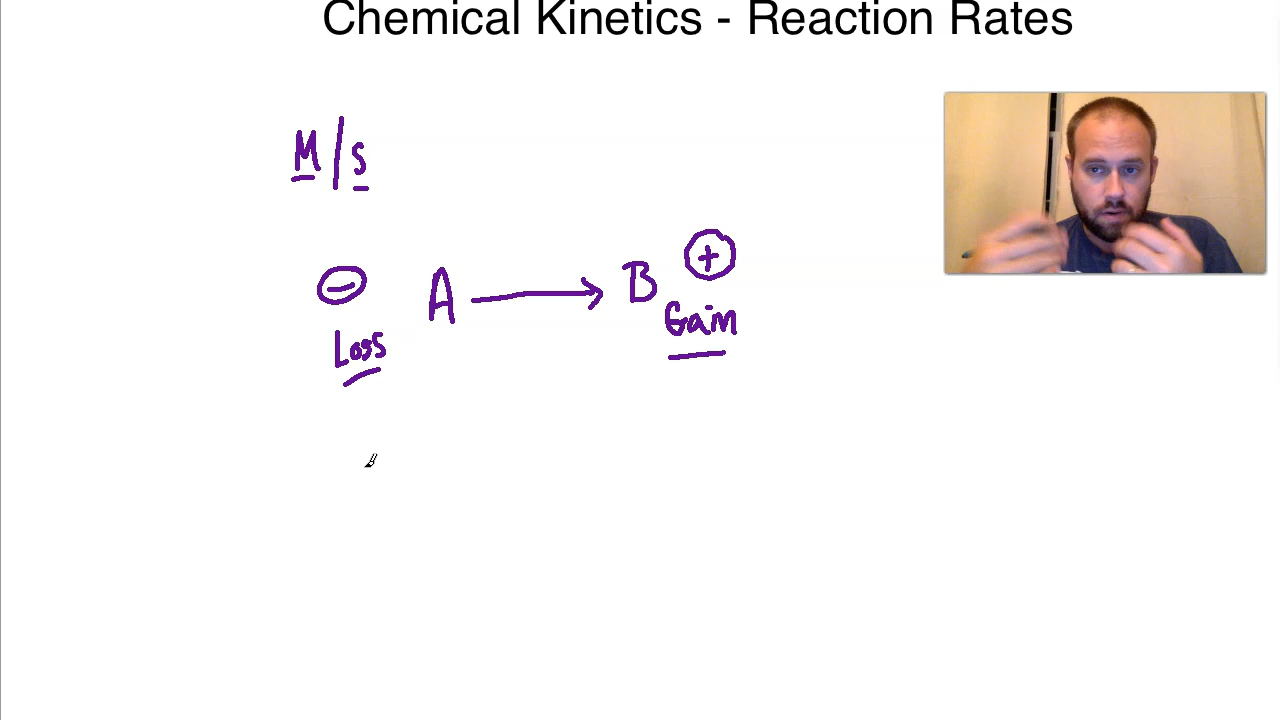 Chemical Kinetics - Reaction Rates
M/s
⊖ A → B ⊕
Loss Gain